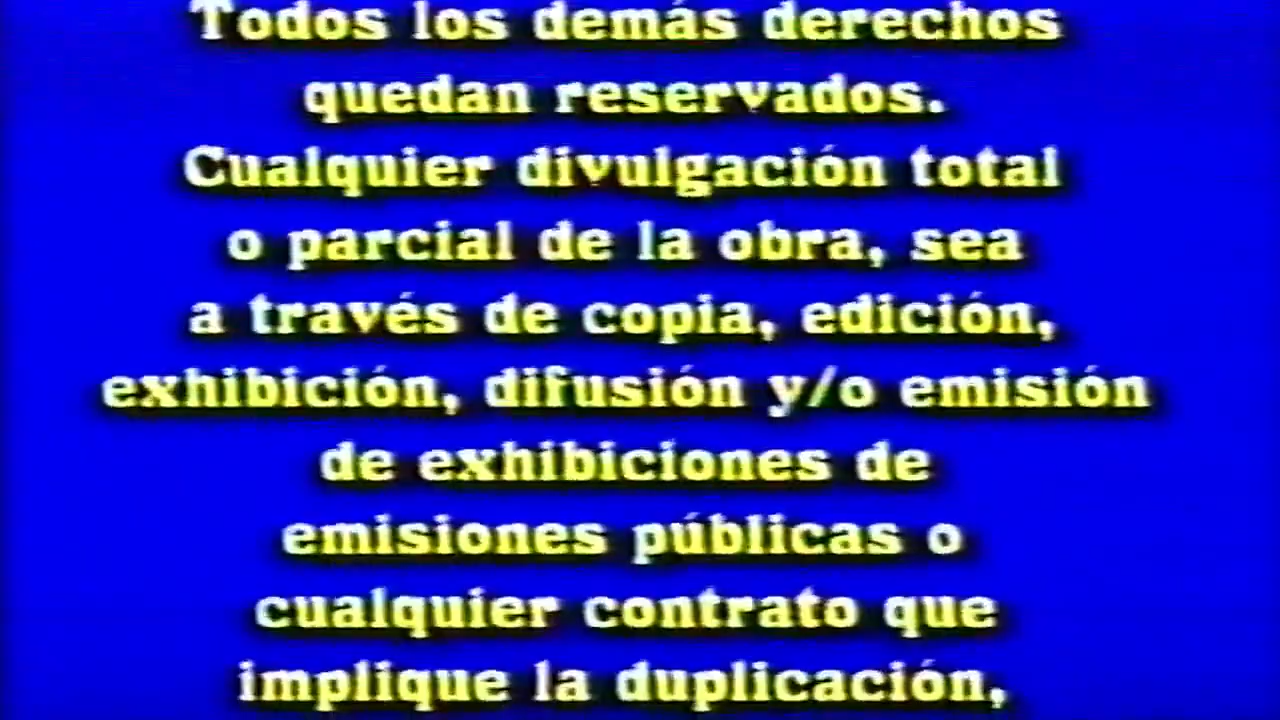 Todos los demás derechos
quedan reservados.
Cualquier divulgación total
o parcial de la obra, sea
a través de copia, edición,
exhibición, difusión y/o emisión
de exhibiciones de
emisiones públicas o
cualquier contrato que
implique la duplicación,